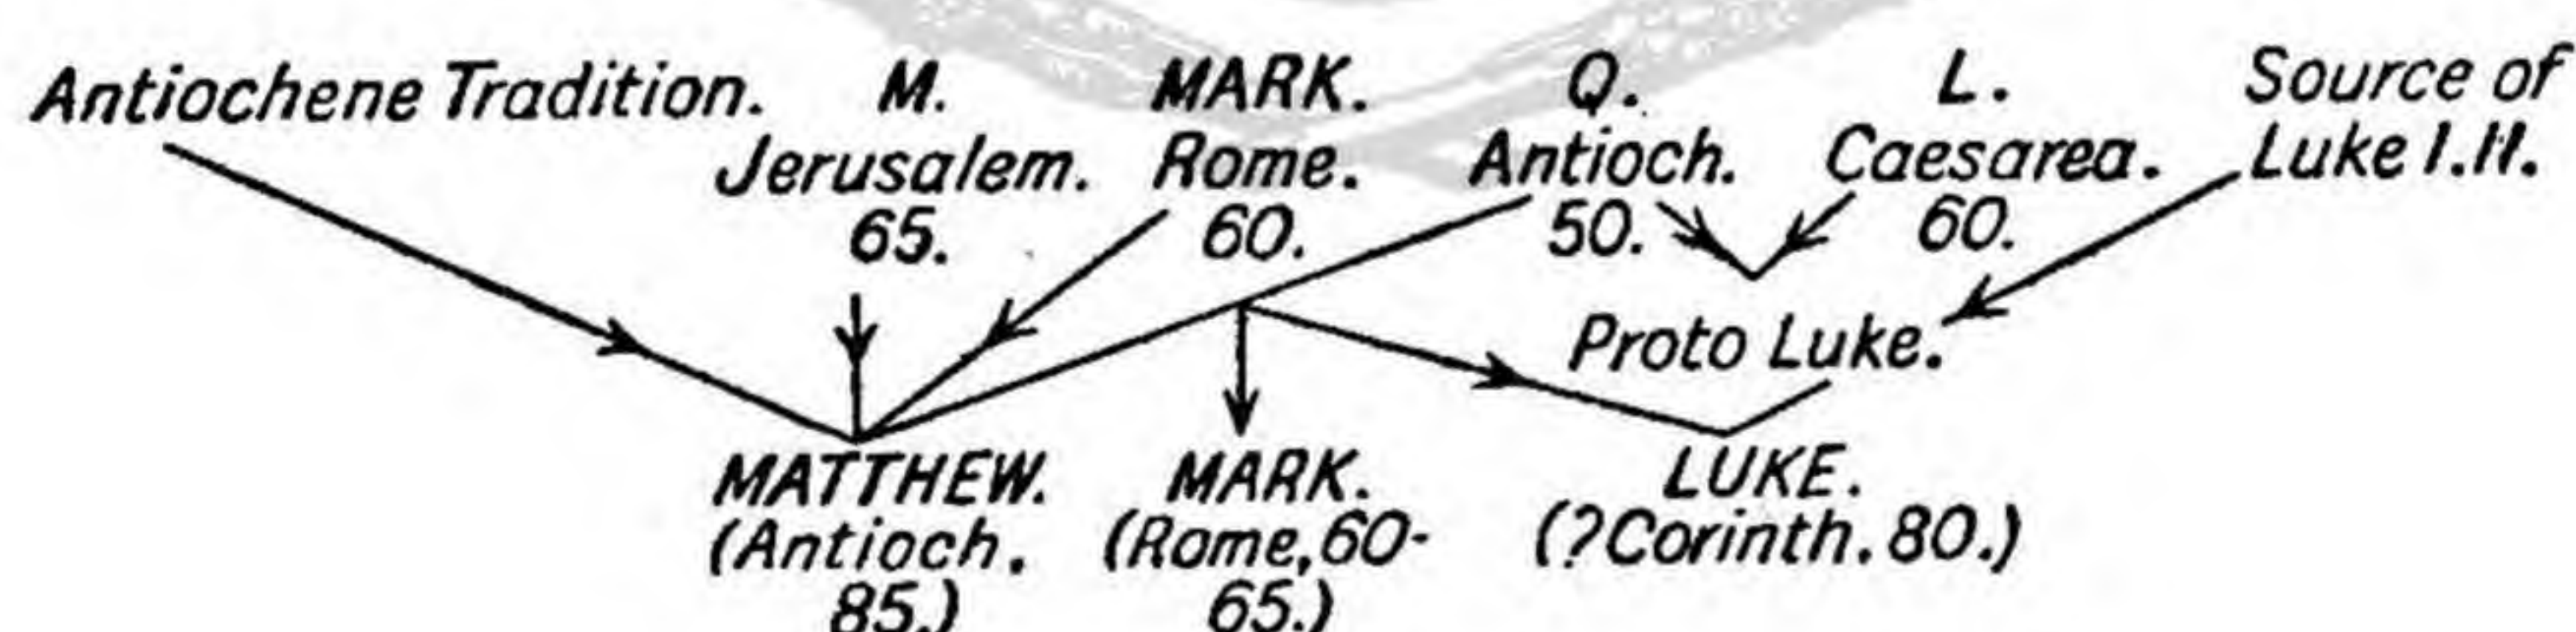 Antiochene Tradition.
M.
Jerusalem.
65.
MARK.
Rome.
60.
Q.
Antioch.
50.
L.
Caesarea.
60.
Source of
Luke I.II.
Proto Luke.
MATTHEW.
(Antioch.
85.)
MARK.
(Rome, 60-
65.)
LUKE.
(?Corinth. 80.)